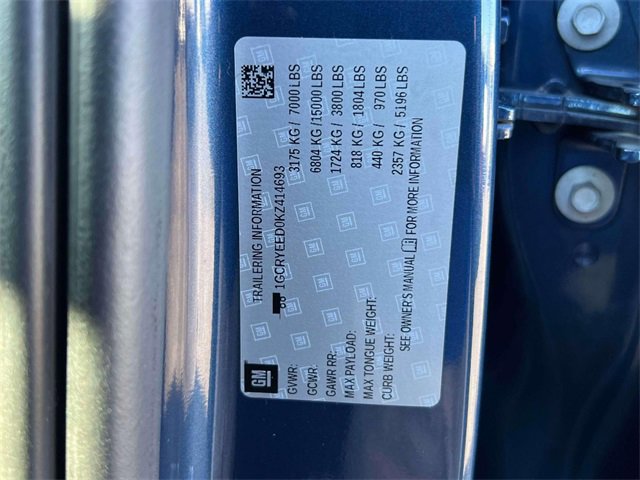 TRAILERING INFORMATION
1GCRYEED0KZ414693
GM
GVWR: 3175 KG / 7000 LBS
GCWR: 6804 KG / 15000 LBS
GAWR RR: 1724 KG / 3800 LBS
MAX PAYLOAD: 818 KG / 1804 LBS
MAX TONGUE WEIGHT: 440 KG / 970 LBS
CURB WEIGHT: 2357 KG / 5196 LBS
SEE OWNER'S MANUAL FOR MORE INFORMATION